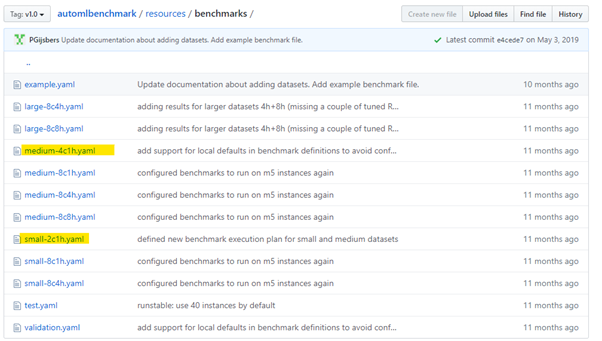 Tag: v1.0 automlbenchmark / resources / benchmarks / Create new file Upload files Find file History
PGijsbers Update documentation about adding datasets. Add example benchmark file. Latest commit e4cede7 on May 3, 2019
..
example.yaml Update documentation about adding datasets. Add example benchmark file. 10 months ago
large-8c4h.yaml adding results for larger datasets 4h+8h (missing a couple of tuned R... 11 months ago
large-8c8h.yaml adding results for larger datasets 4h+8h (missing a couple of tuned R... 11 months ago
medium-4c1h.yaml add support for local defaults in benchmark definitions to avoid conf... 11 months ago
medium-8c1h.yaml configured benchmarks to run on m5 instances again 11 months ago
medium-8c4h.yaml configured benchmarks to run on m5 instances again 11 months ago
medium-8c8h.yaml configured benchmarks to run on m5 instances again 11 months ago
small-2c1h.yaml defined new benchmark execution plan for small and medium datasets 11 months ago
small-8c1h.yaml configured benchmarks to run on m5 instances again 11 months ago
small-8c4h.yaml configured benchmarks to run on m5 instances again 11 months ago
test.yaml runstable: use 40 instances by default 11 months ago
validation.yaml add support for local defaults in benchmark definitions to avoid conf... 11 months ago